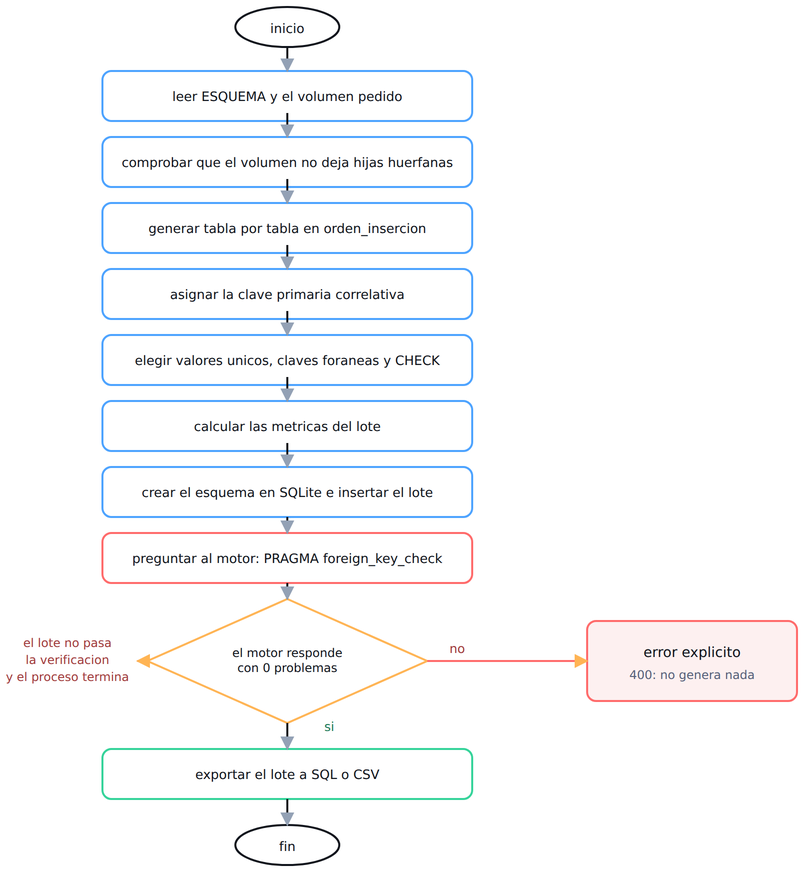 inicio
leer ESQUEMA y el volumen pedido
comprobar que el volumen no deja hijas huerfanas
generar tabla por tabla en orden_insercion
asignar la clave primaria correlativa
elegir valores unicos, claves foraneas y CHECK
calcular las metricas del lote
crear el esquema en SQLite e insertar el lote
preguntar al motor: PRAGMA foreign_key_check
el lote no pasa
la verificacion
y el proceso termina
el motor responde
con 0 problemas
no
error explicito
400: no genera nada
si
exportar el lote a SQL o CSV
fin